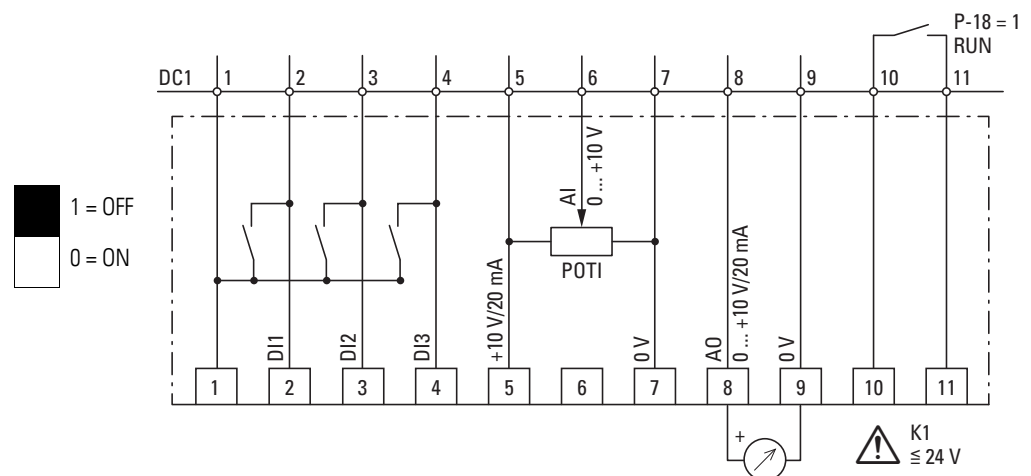 P-18 = 1
RUN
DC1 1 2 3 4 5 6 7 8 9 10 11
1 = OFF
0 = ON
AI
0 ... +10 V
POTI
DI1
DI2
DI3
+10 V/20 mA
0 V
AO
0 ... +10 V/20 mA
0 V
1 2 3 4 5 6 7 8 9 10 11
+
K1
≦ 24 V